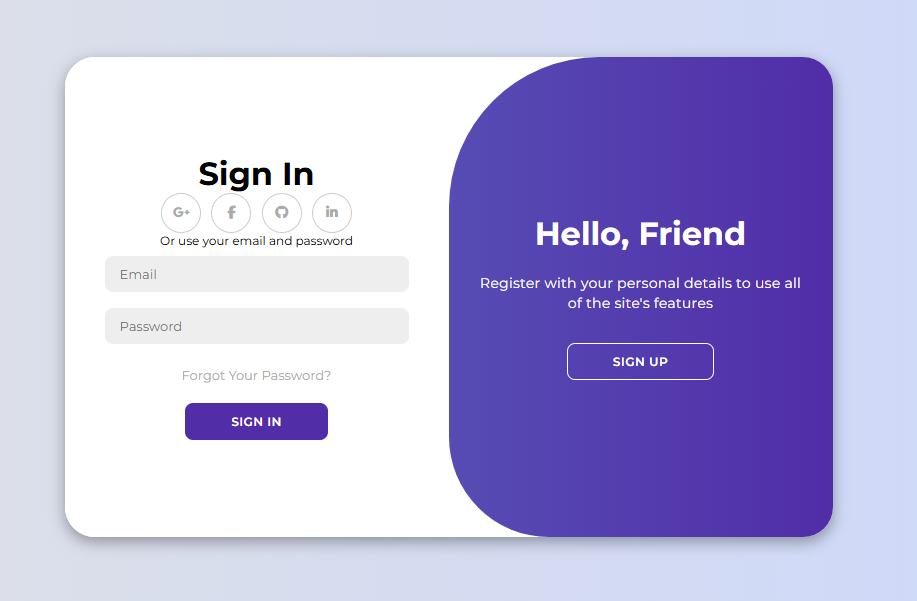 Sign In
G+ f in
Or use your email and password
Email
Password
Forgot Your Password?
SIGN IN
Hello, Friend
Register with your personal details to use all
of the site's features
SIGN UP